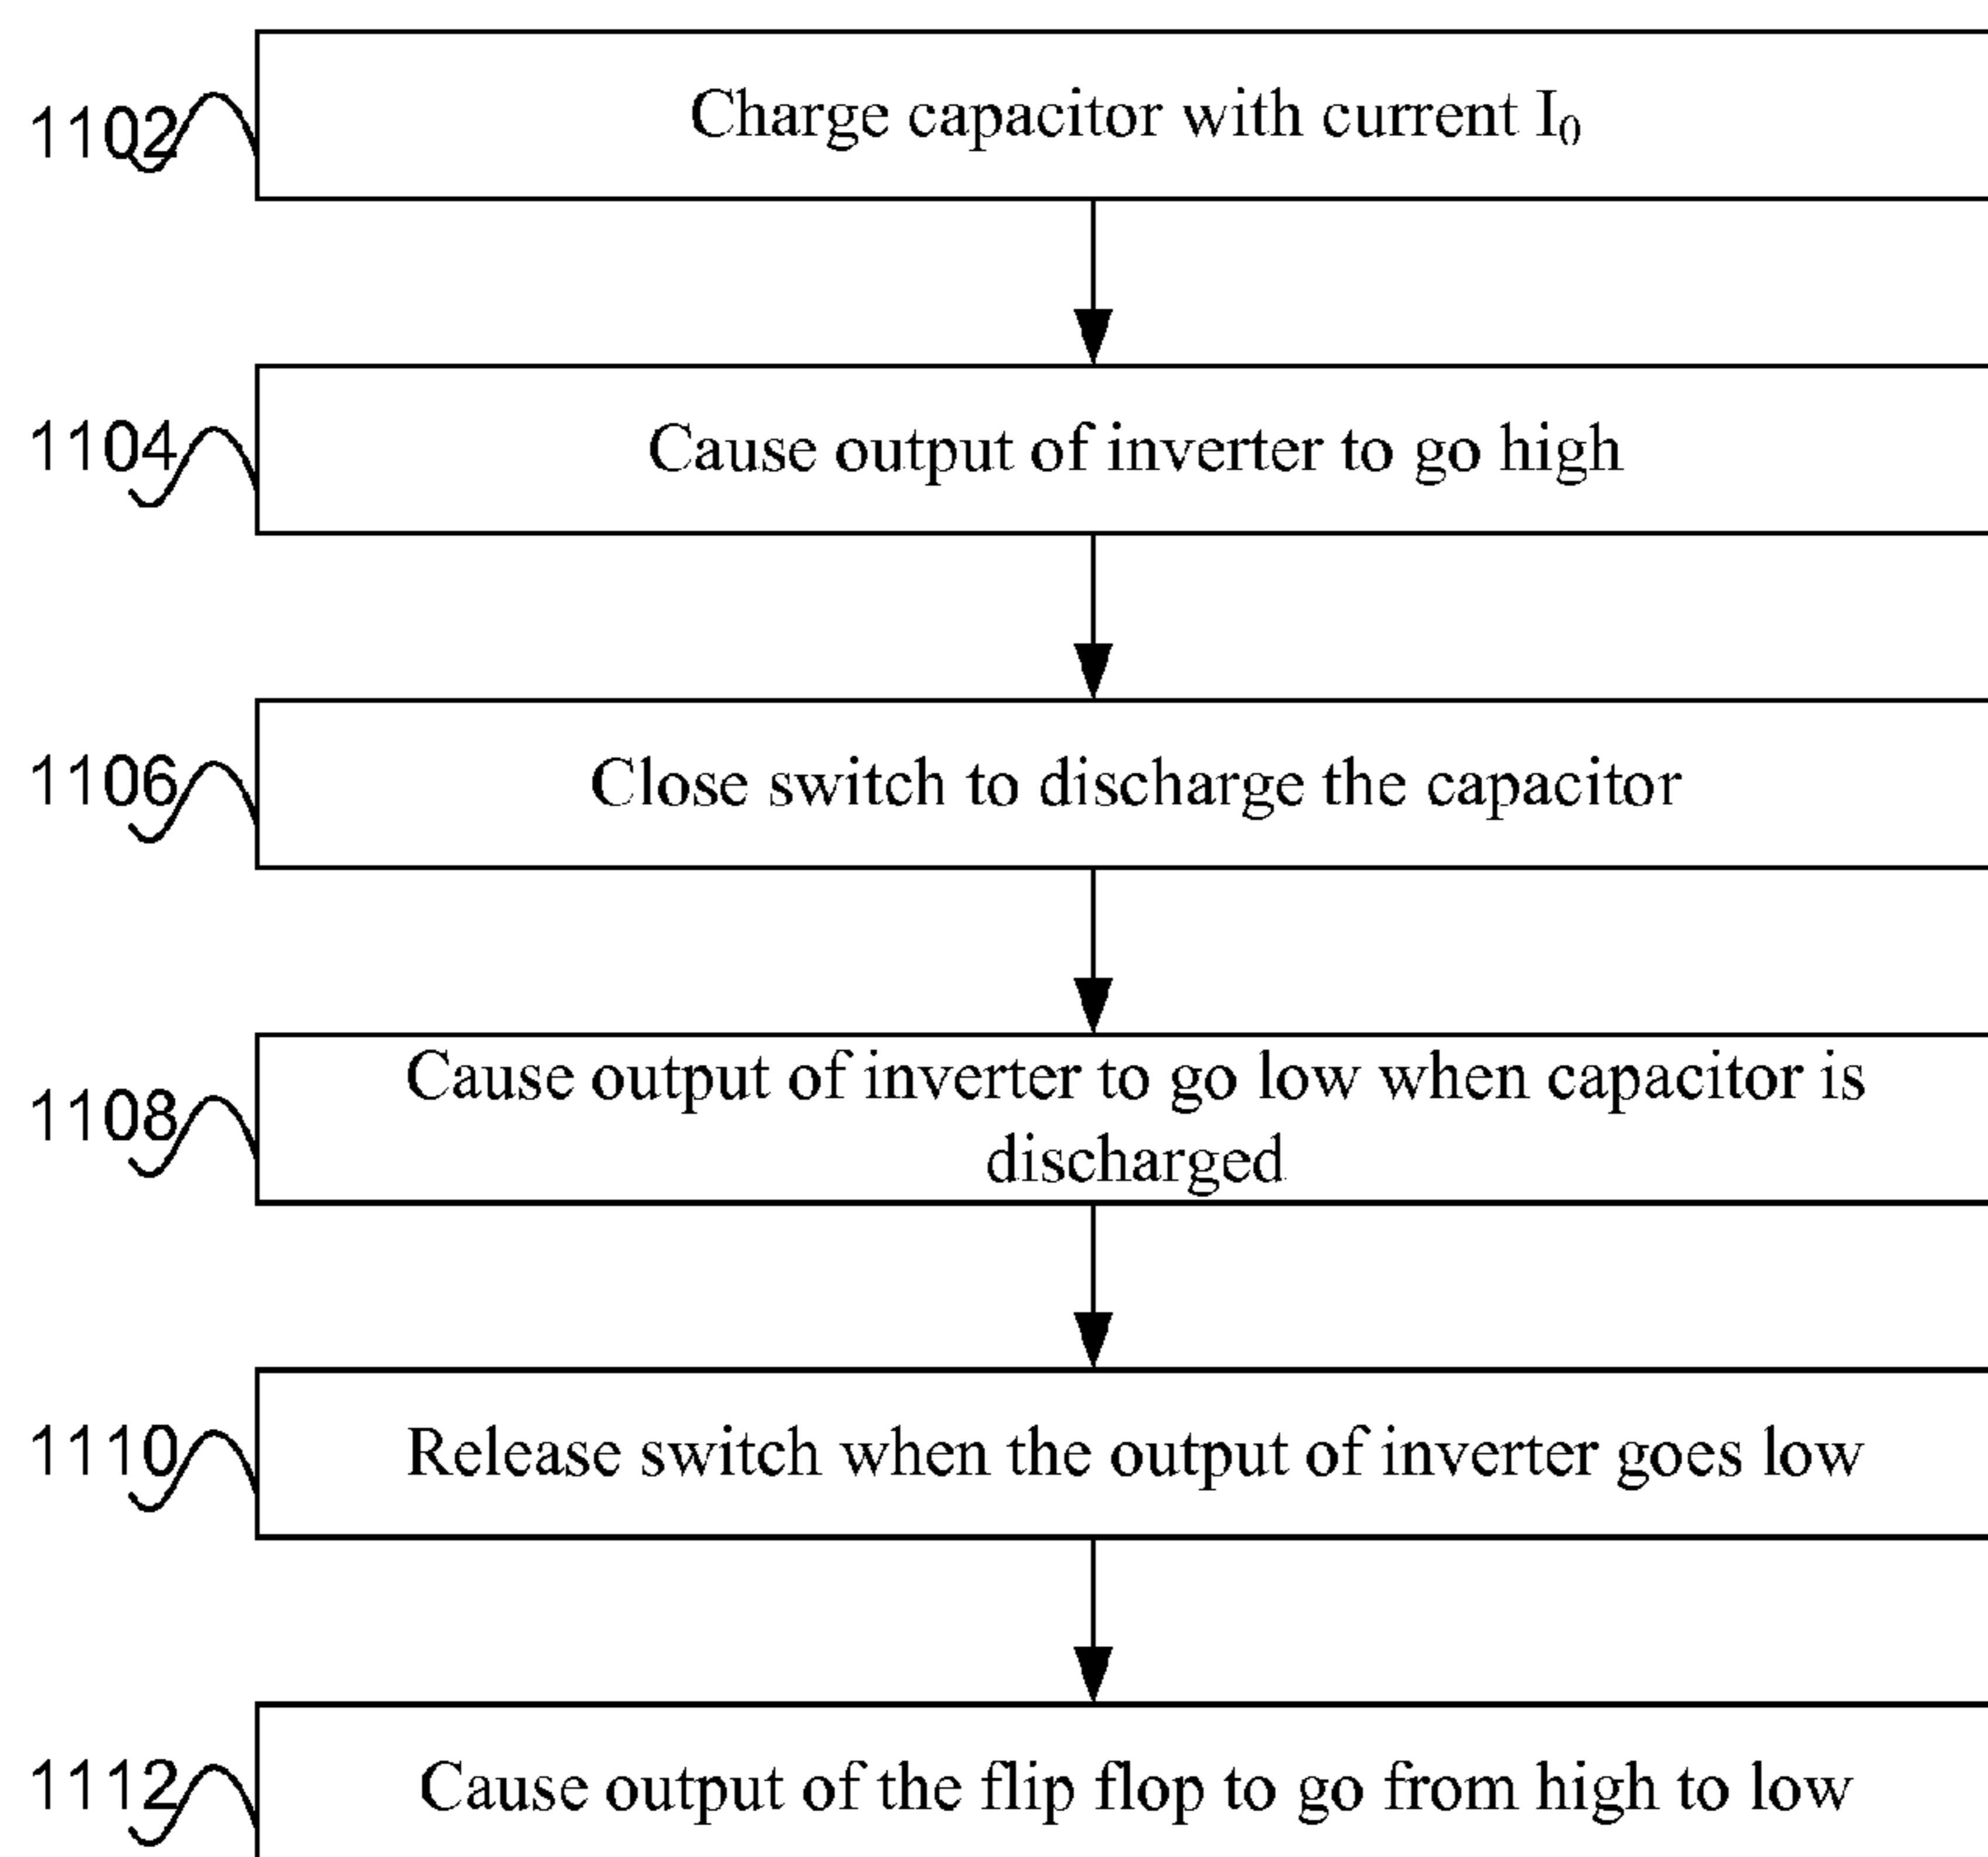 1102 Charge capacitor with current I₀
1104 Cause output of inverter to go high
1106 Close switch to discharge the capacitor
1108 Cause output of inverter to go low when capacitor is
discharged
1110 Release switch when the output of inverter goes low
1112 Cause output of the flip flop to go from high to low